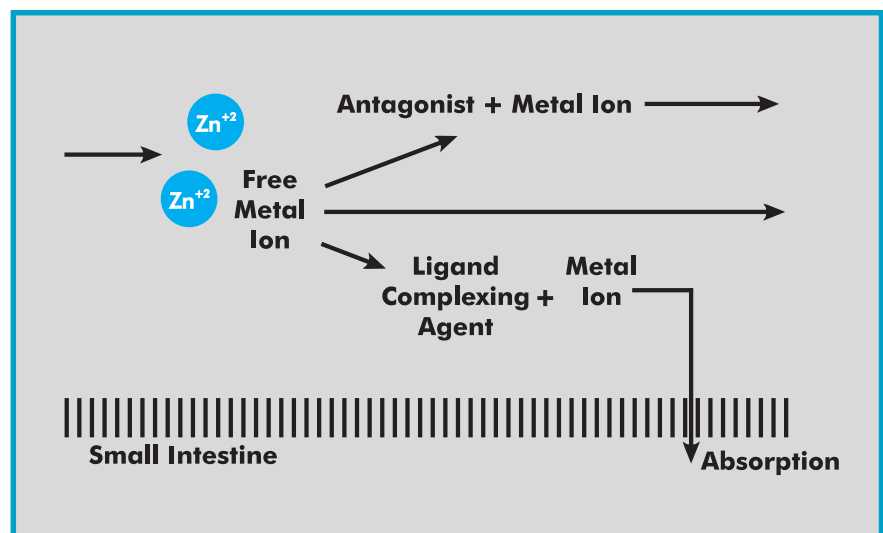 Antagonist + Metal Ion
Zn+2
Zn+2
Free
Metal
Ion
Ligand
Complexing
Agent
+
Metal
Ion
Small Intestine
Absorption